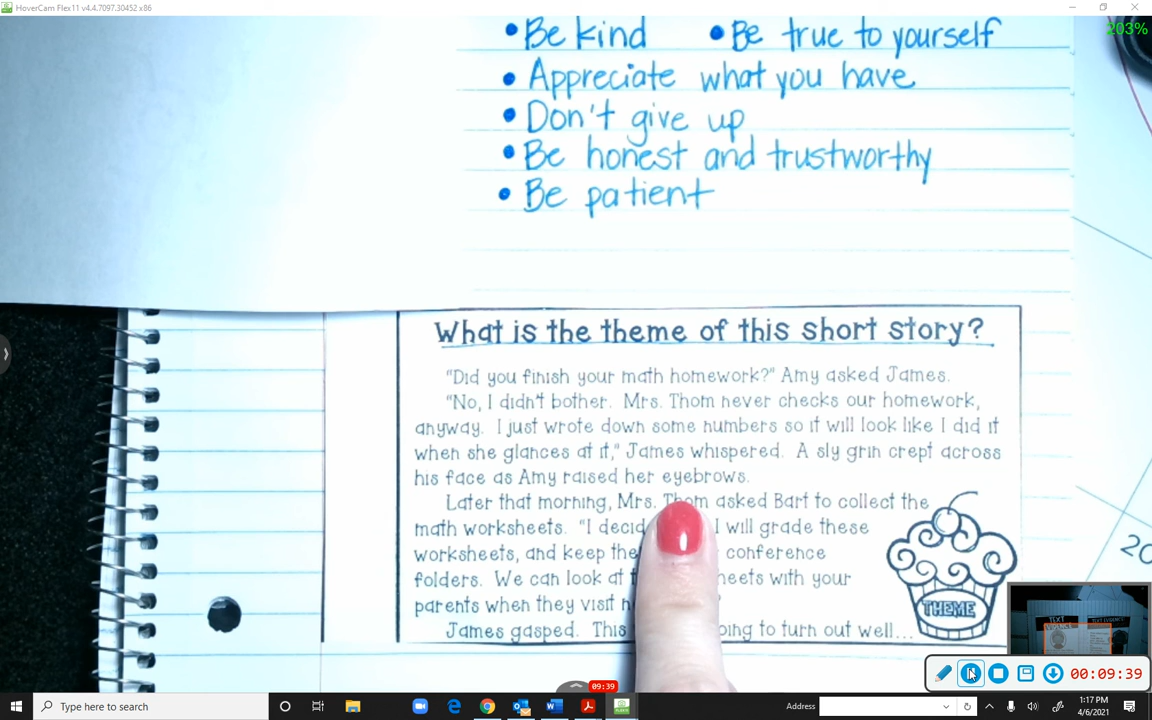 HoverCam Flex11 v4.4.7097.30452 x86
203%
• Be kind • Be true to yourself
• Appreciate what you have
• Don't give up
• Be honest and trustworthy
• Be patient
What is the theme of this short story?
"Did you finish your math homework?" Amy asked James.
"No, I didn't bother. Mrs. Thom never checks our homework,
anyway. I just wrote down some numbers so it will look like I did it
when she glances at it," James whispered. A sly grin crept across
his face as Amy raised her eyebrows.
Later that morning, Mrs. Thom asked Bart to collect the
math worksheets. "I I will grade these
worksheets, and keep conference
folders. We can look at with your
parents when they visit
James gasped. This to turn out well...
THEME
20
TEXT TEXT EVIDENCE
00:09:39
09:39
Type here to search
Address
1:17 PM
4/6/2021